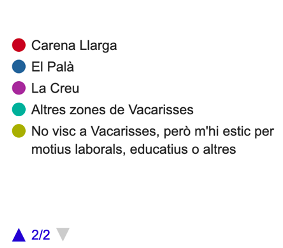 Carena Llarga
El Palà
La Creu
Altres zones de Vacarisses
No visc a Vacarisses, però m'hi estic per
motius laborals, educatius o altres
2/2